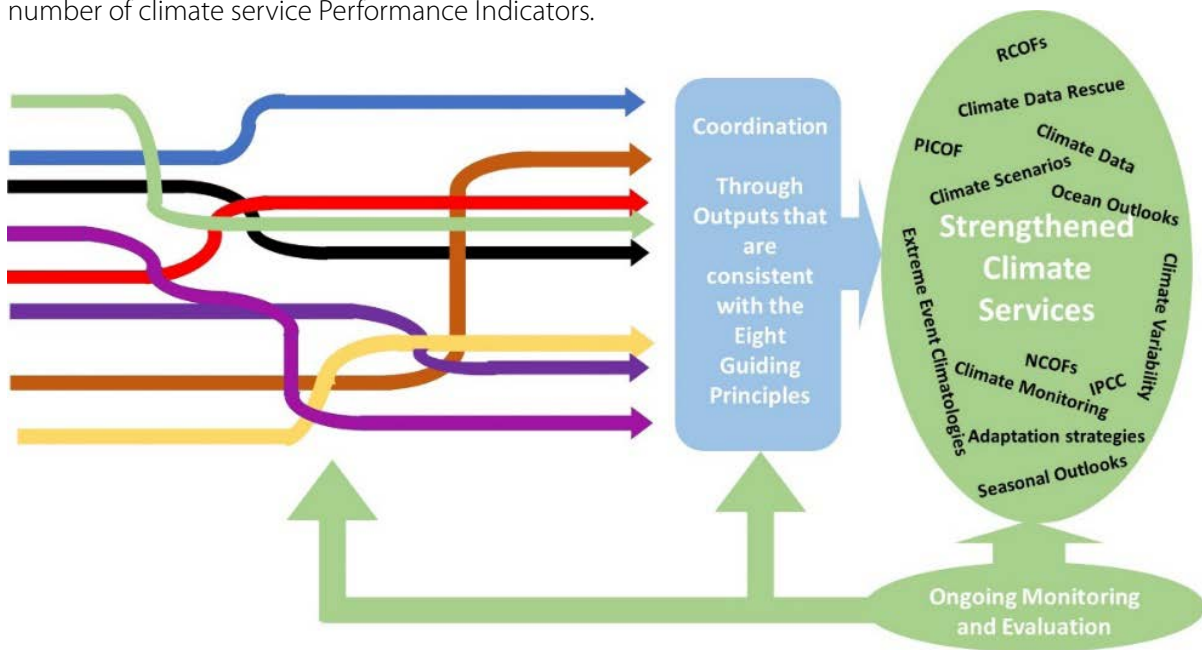 number of climate service Performance Indicators.
Coordination
Through
Outputs that
are
consistent
with the
Eight
Guiding
Principles
RCOFs
Climate Data Rescue
PICOF
Climate Data
Climate Scenarios
Ocean Outlooks
Strengthened
Climate
Services
Extreme Event Climatologies
Climate Variability
NCOFs
Climate Monitoring
IPCC
Adaptation strategies
Seasonal Outlooks
Ongoing Monitoring
and Evaluation